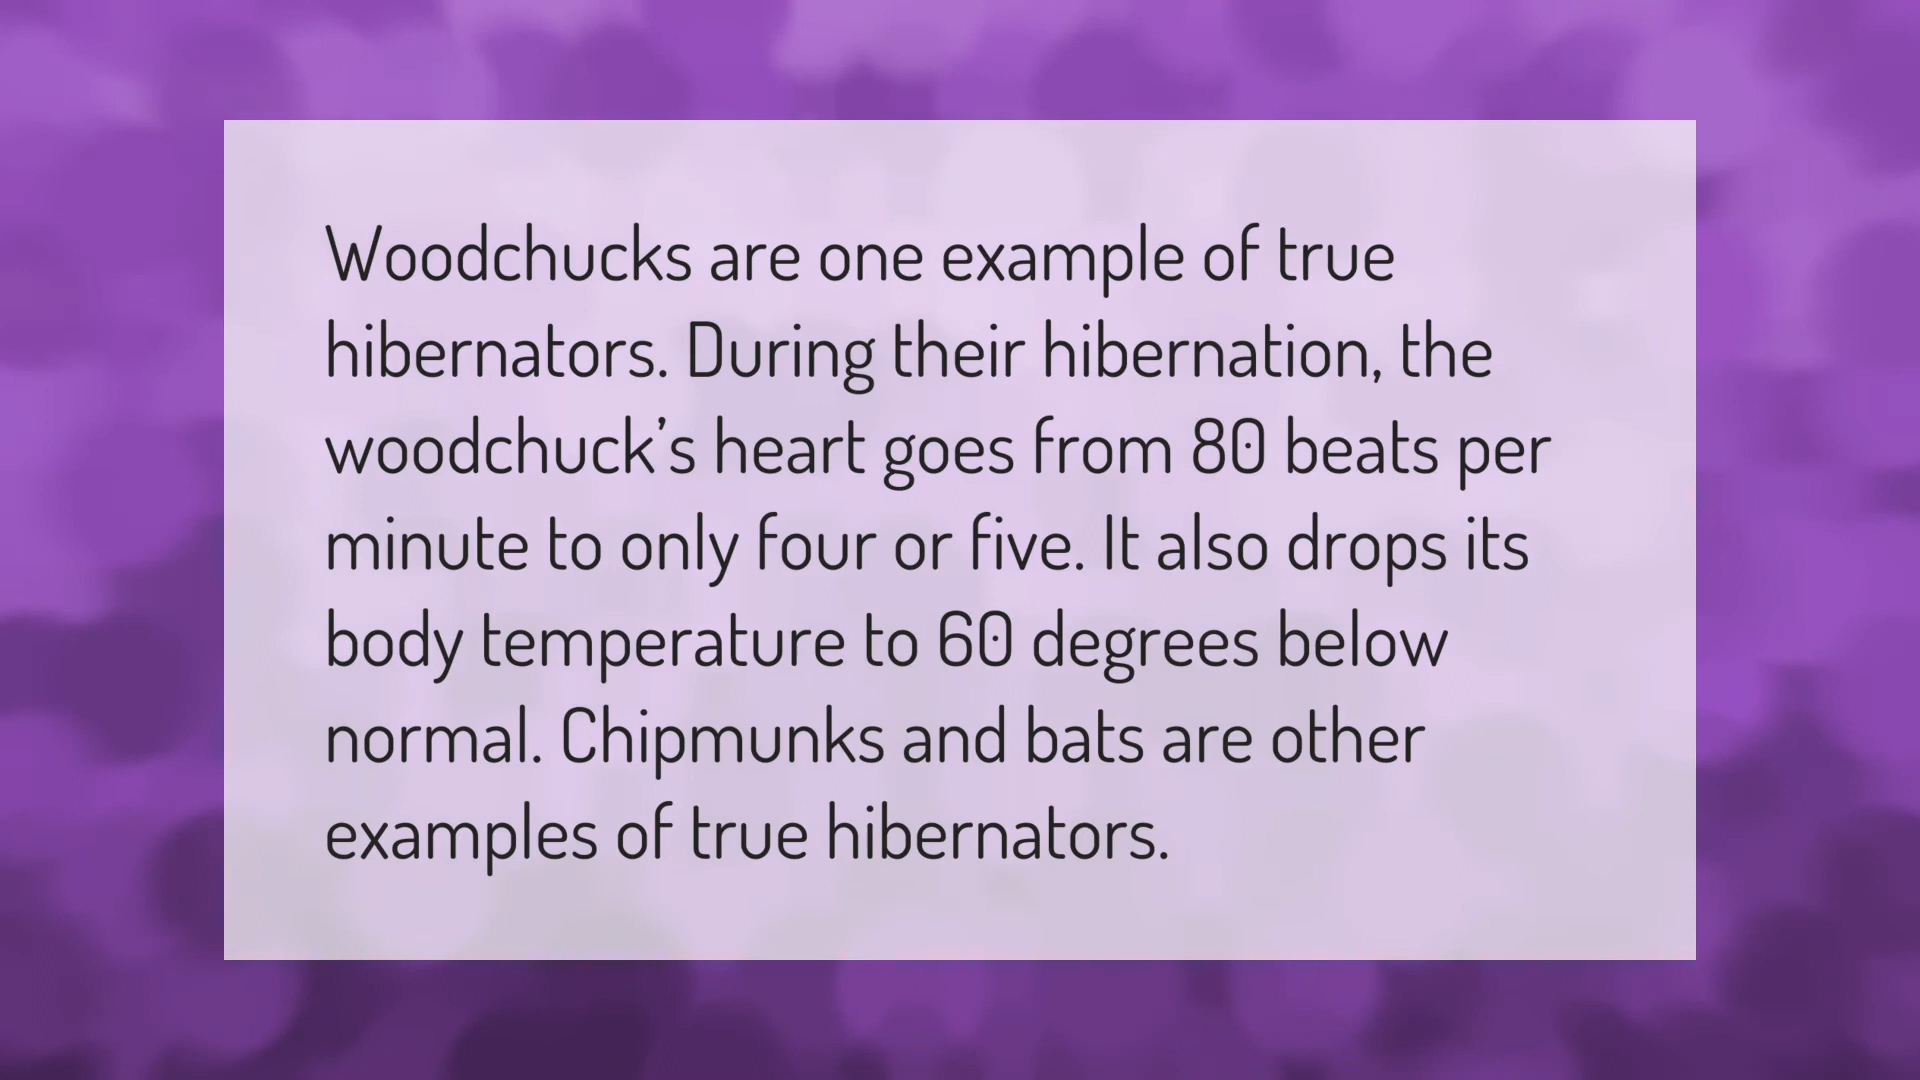 Woodchucks are one example of true
hibernators. During their hibernation, the
woodchuck’s heart goes from 80 beats per
minute to only four or five. It also drops its
body temperature to 60 degrees below
normal. Chipmunks and bats are other
examples of true hibernators.